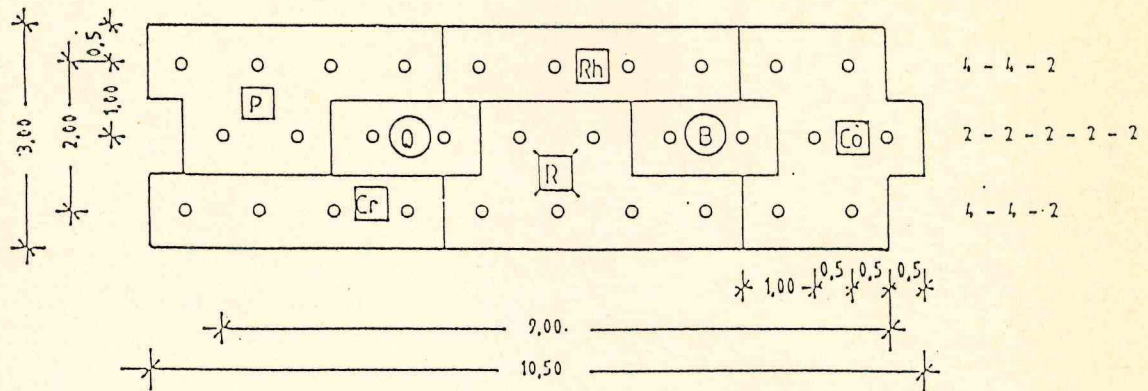 0,5 4 - 4 - 2
Rh
P
3,00 2,00 1,00 2 - 2 - 2 - 2 - 2
Q B Co
R
Cr 4 - 4 - 2
1,00 0,5 0,5 0,5
9,00
10,50